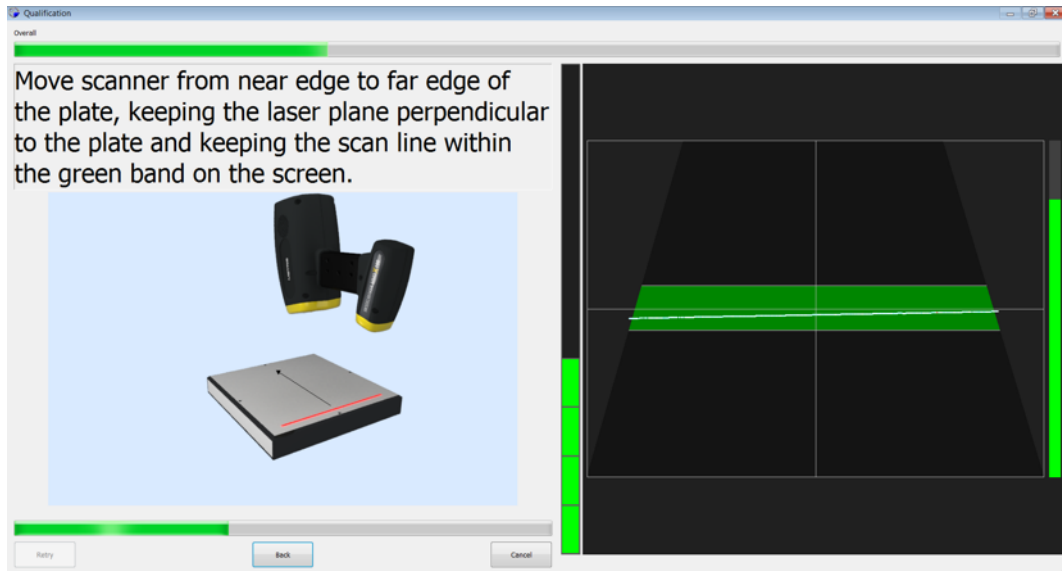 Qualification
Overall
Move scanner from near edge to far edge of
the plate, keeping the laser plane perpendicular
to the plate and keeping the scan line within
the green band on the screen.
Retry
Back
Cancel